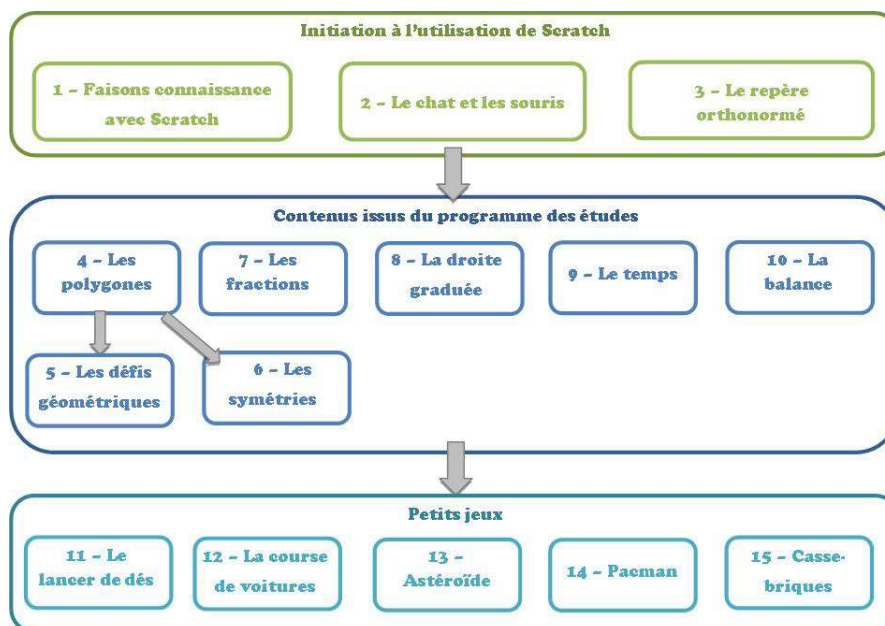 Initiation à l'utilisation de Scratch
1 – Faisons connaissance
avec Scratch
2 – Le chat et les souris
3 – Le repère
orthonormé
Contenus issus du programme des études
4 – Les
polygones
7 – Les
fractions
8 – La droite
graduée
9 – Le temps
10 – La
balance
5 – Les défis
géométriques
6 – Les
symétries
Petits jeux
11 – Le
lancer de dés
12 – La course
de voitures
13 –
Astéroïde
14 – Pacman
15 – Casse-
briques